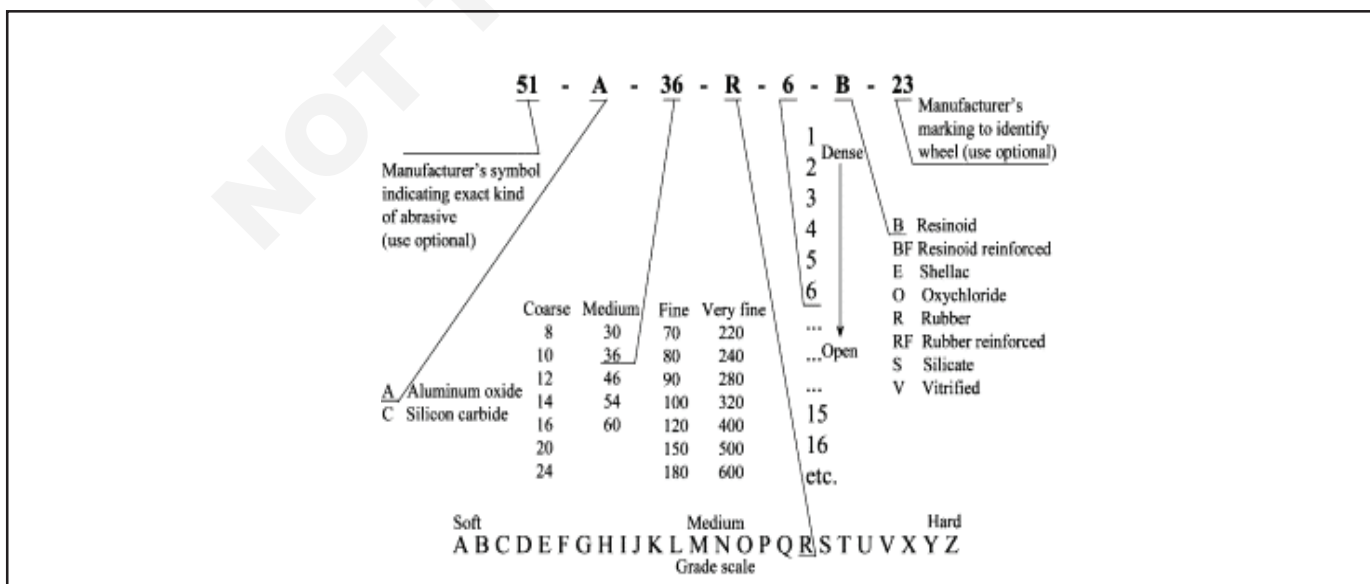 NOT
51 - A - 36 - R - 6 - B - 23
Manufacturer's symbol
indicating exact kind
of abrasive
(use optional)
A Aluminum oxide
C Silicon carbide
Coarse Medium Fine Very fine
8 30 70 220
10 36 80 240
12 46 90 280
14 54 100 320
16 60 120 400
20 150 500
24 180 600
1
2
3
4
5
6
...
...
...
15
16
etc.
Dense
Open
Manufacturer's
marking to identify
wheel (use optional)
B Resinoid
BF Resinoid reinforced
E Shellac
O Oxychloride
R Rubber
RF Rubber reinforced
S Silicate
V Vitrified
Soft Medium Hard
A B C D E F G H I J K L M N O P Q R S T U V X Y Z
Grade scale